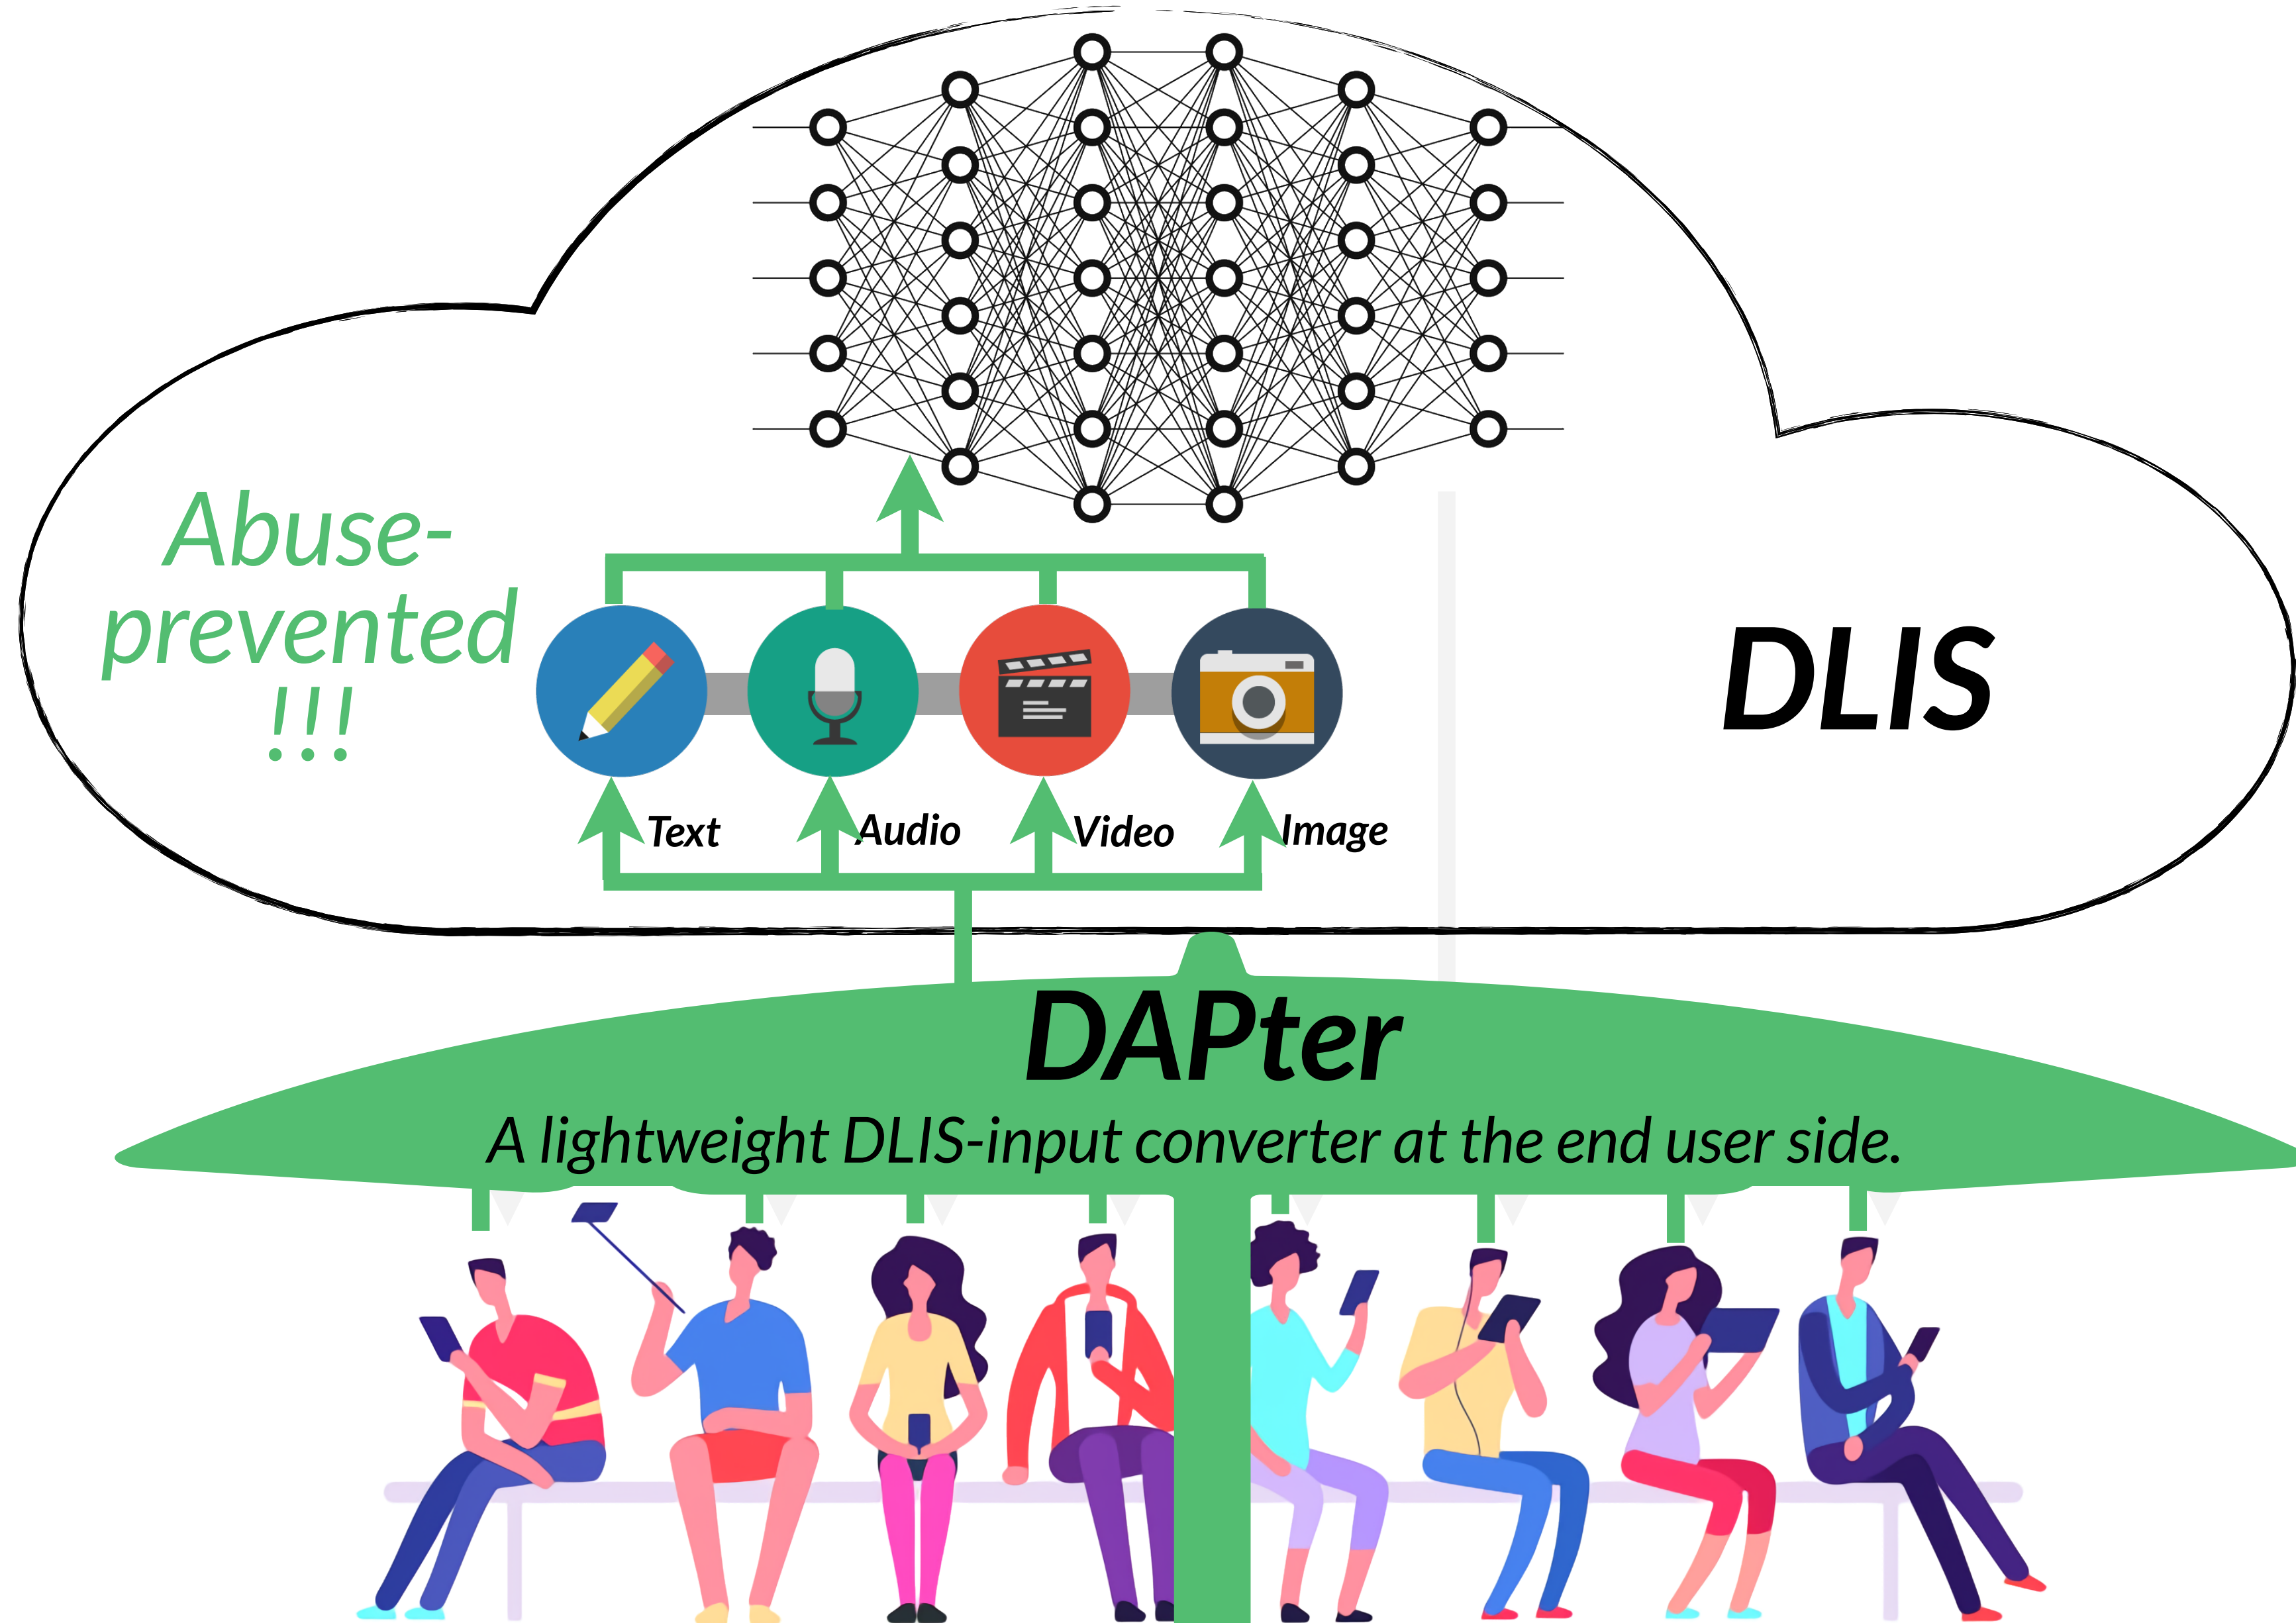 Abuse-
prevented
!!!
DLIS
Text
Audio
Video
Image
DAPter
A lightweight DLIS-input converter at the end user side.